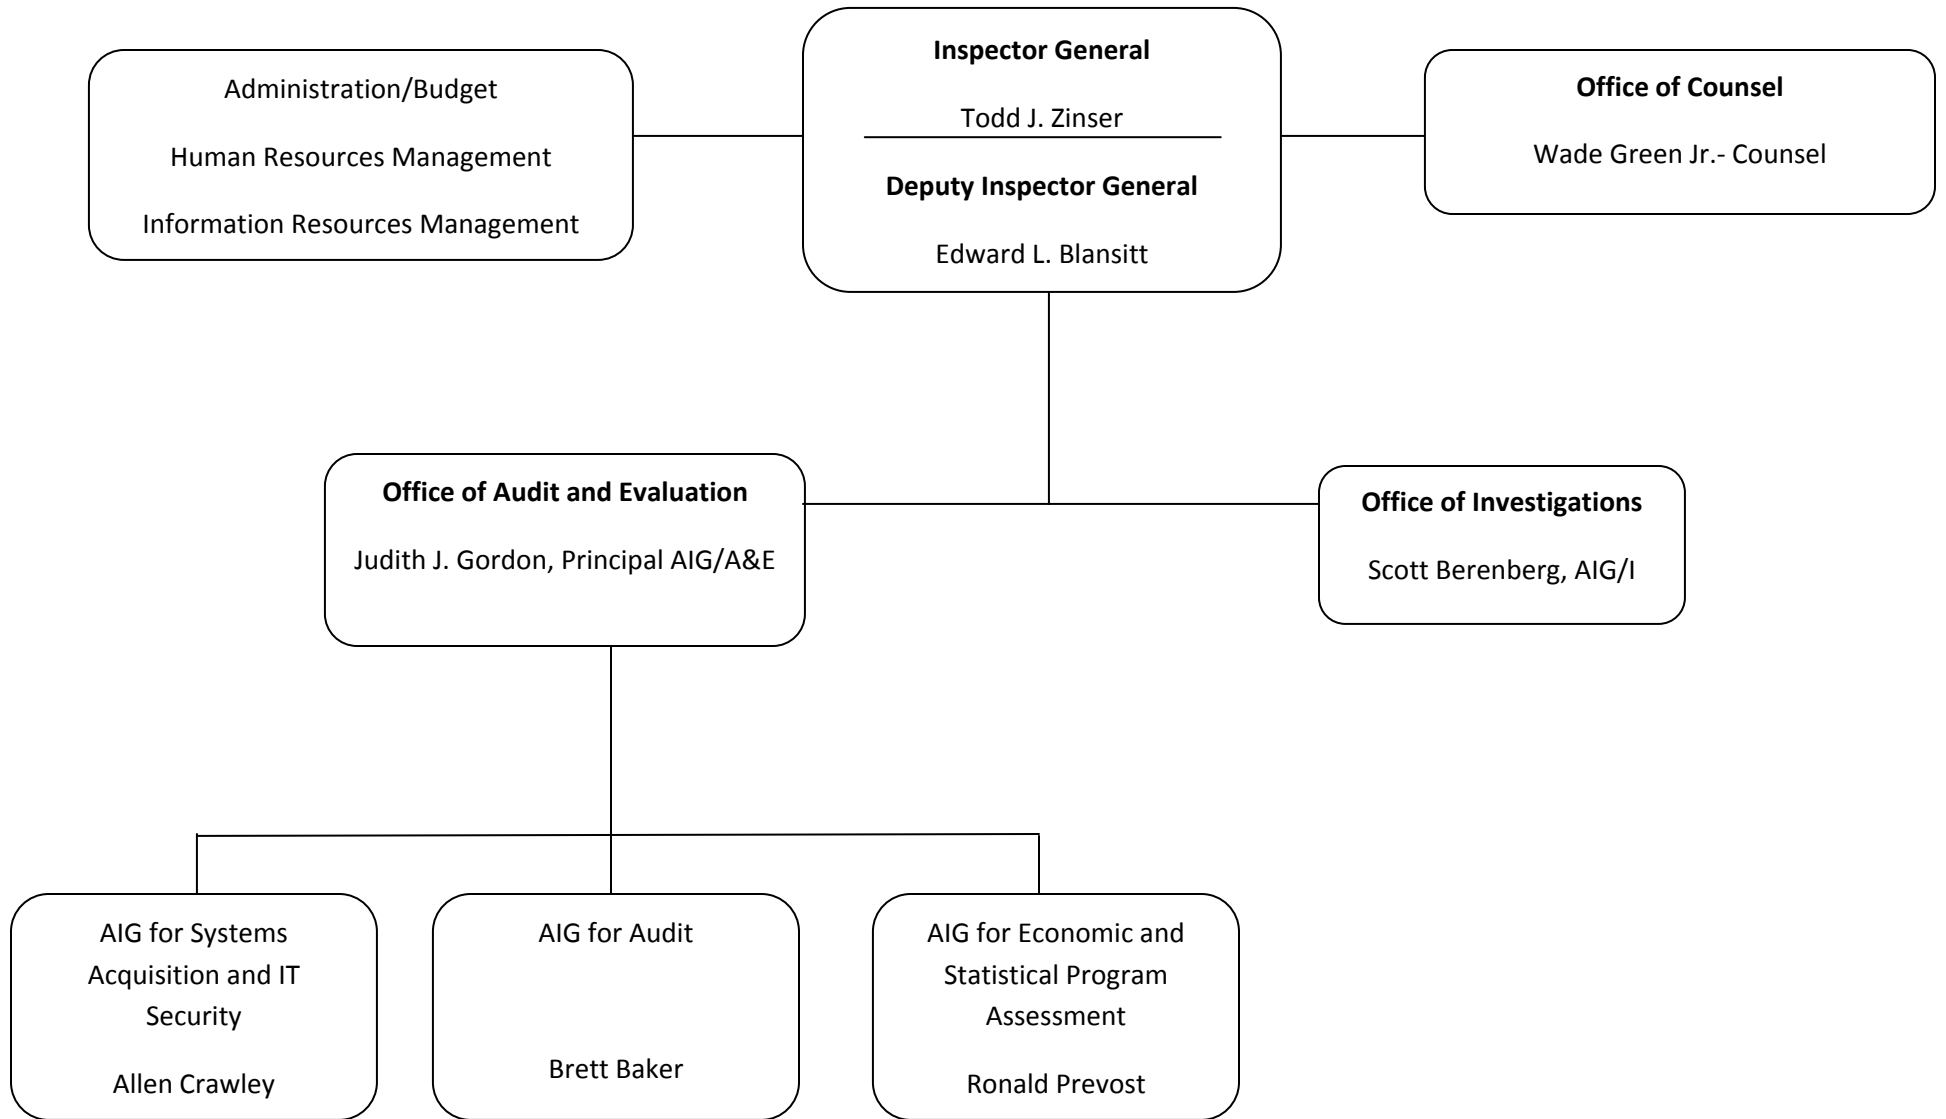 Administration/Budget
Human Resources Management
Information Resources Management
Inspector General
Todd J. Zinser
Deputy Inspector General
Edward L. Blansitt
Office of Counsel
Wade Green Jr.- Counsel
Office of Audit and Evaluation
Judith J. Gordon, Principal AIG/A&E
Office of Investigations
Scott Berenberg, AIG/I
AIG for Systems
Acquisition and IT
Security
Allen Crawley
AIG for Audit
Brett Baker
AIG for Economic and
Statistical Program
Assessment
Ronald Prevost